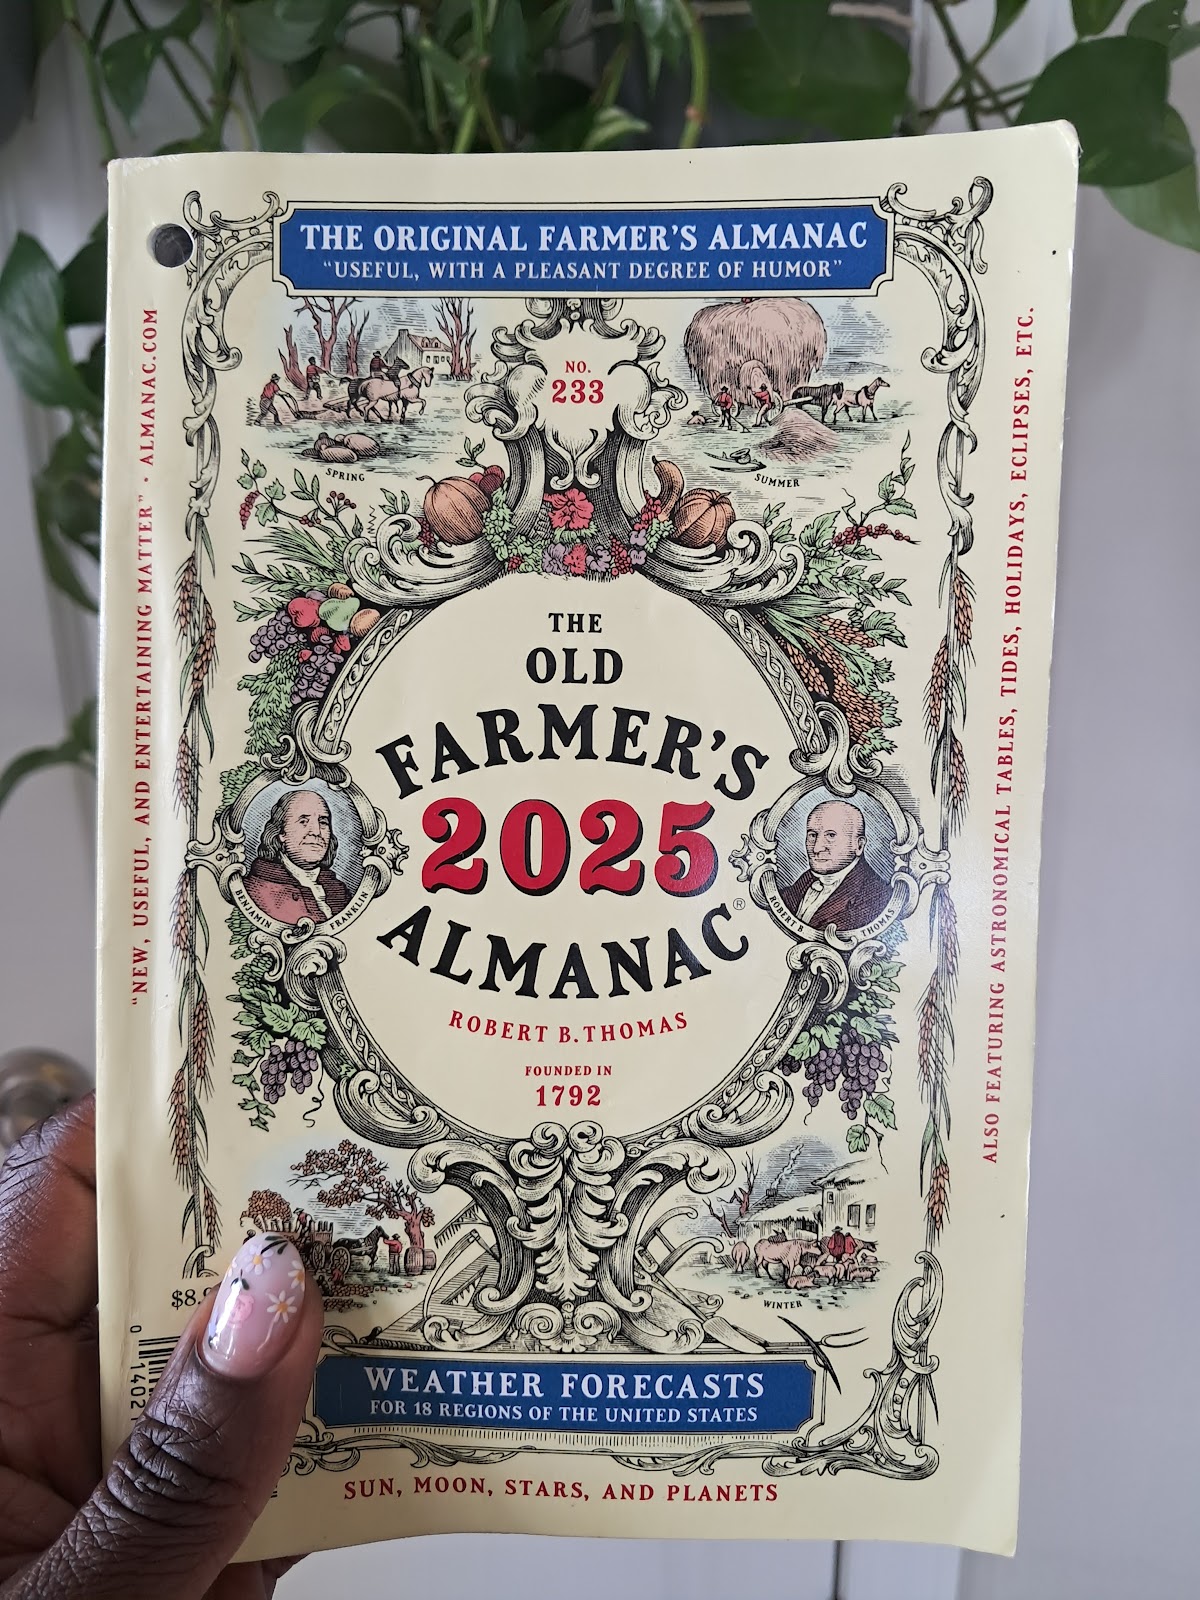 THE ORIGINAL FARMER'S ALMANAC
"USEFUL, WITH A PLEASANT DEGREE OF HUMOR"
NO.
233
SPRING
SUMMER
THE
OLD
FARMER'S
2025
ALMANAC®
ROBERT B. THOMAS
FOUNDED IN
1792
BENJAMIN FRANKLIN
ROBERT B. THOMAS
"NEW, USEFUL, AND ENTERTAINING MATTER" · ALMANAC.COM
ALSO FEATURING ASTRONOMICAL TABLES, TIDES, HOLIDAYS, ECLIPSES, ETC.
WINTER
WEATHER FORECASTS
FOR 18 REGIONS OF THE UNITED STATES
SUN, MOON, STARS, AND PLANETS